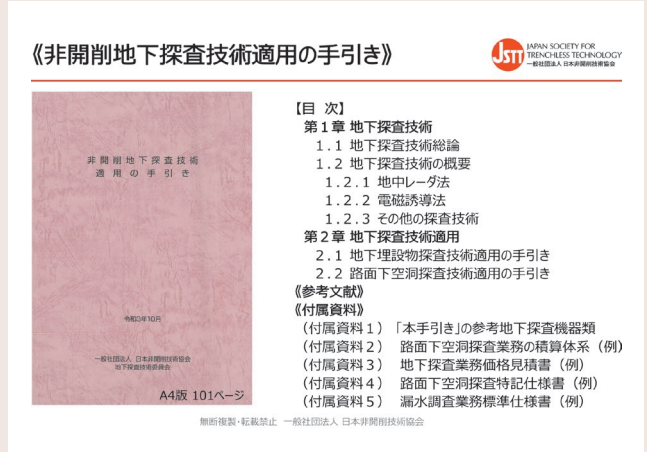 《非開削地下探査技術適用の手引き》
JSTT
JAPAN SOCIETY FOR
TRENCHLESS TECHNOLOGY
一般社団法人 日本非開削技術協会
非開削地下探査技術
適用の手引き
令和3年10月
一般社団法人 日本非開削技術協会
地下探査技術委員会
A4版 101ページ
【目 次】
第1章 地下探査技術
1.1 地下探査技術総論
1.2 地下探査技術の概要
1.2.1 地中レーダ法
1.2.2 電磁誘導法
1.2.3 その他の探査技術
第2章 地下探査技術適用
2.1 地下埋設物探査技術適用の手引き
2.2 路面下空洞探査技術適用の手引き
《参考文献》
《付属資料》
(付属資料1)「本手引き」の参考地下探査機器類
(付属資料2) 路面下空洞探査業務の積算体系(例)
(付属資料3) 地下探査業務価格見積書(例)
(付属資料4) 路面下空洞探査特記仕様書(例)
(付属資料5) 漏水調査業務標準仕様書(例)
無断複製・転載禁止 一般社団法人 日本非開削技術協会